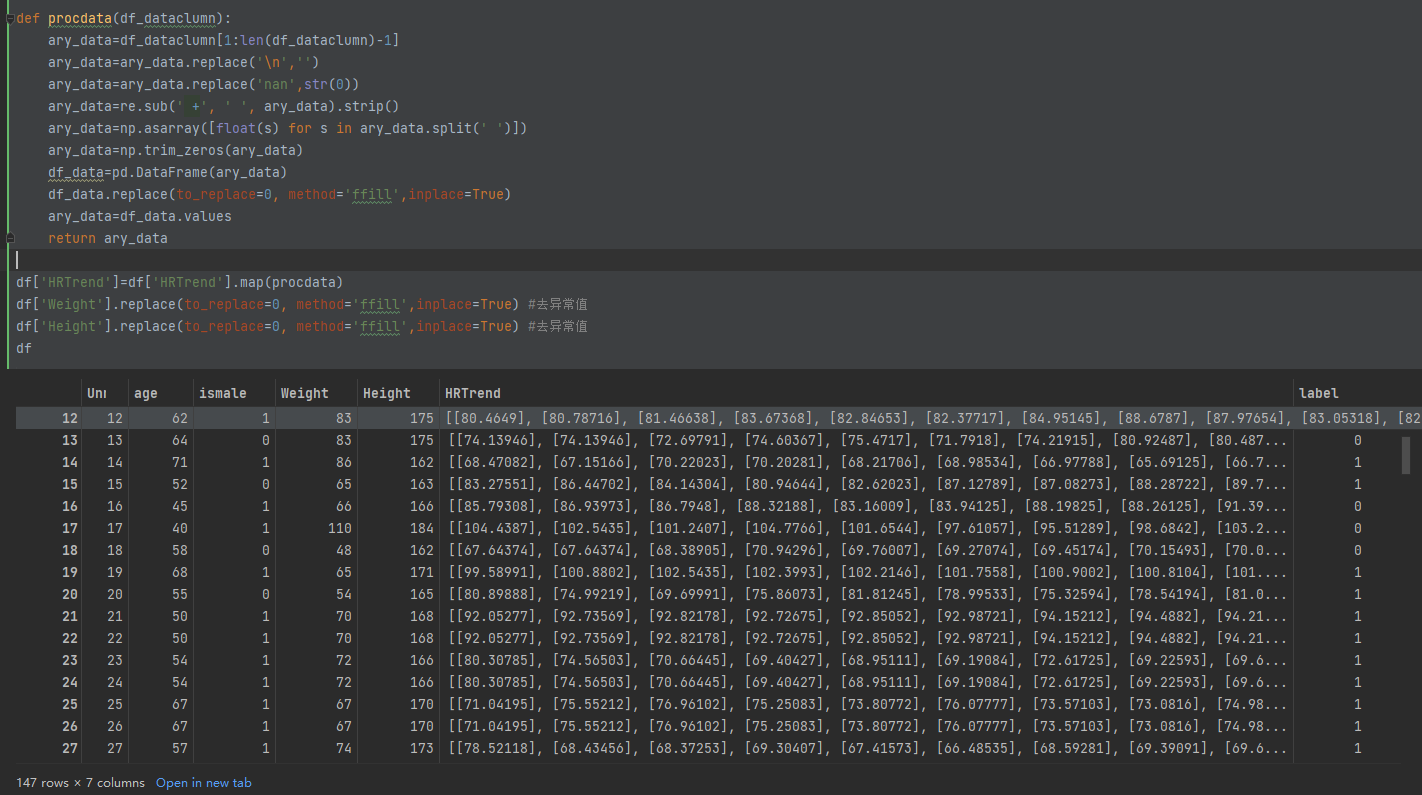 def procdata(df_dataclumn):
    ary_data=df_dataclumn[1:len(df_dataclumn)-1]
    ary_data=ary_data.replace('\n','')
    ary_data=ary_data.replace('nan',str(0))
    ary_data=re.sub(' +', ' ', ary_data).strip()
    ary_data=np.asarray([float(s) for s in ary_data.split(' ')])
    ary_data=np.trim_zeros(ary_data)
    df_data=pd.DataFrame(ary_data)
    df_data.replace(to_replace=0, method='ffill',inplace=True)
    ary_data=df_data.values
    return ary_data
df['HRTrend']=df['HRTrend'].map(procdata)
df['Weight'].replace(to_replace=0, method='ffill',inplace=True) #去异常值
df['Height'].replace(to_replace=0, method='ffill',inplace=True) #去异常值
df
Unr age ismale Weight Height HRTrend label
12 12 62 1 83 175 [[80.4649], [80.78716], [81.46638], [83.67368], [82.84653], [82.37717], [84.95145], [88.6787], [87.97654], [83.05318], [82
13 13 64 0 83 175 [[74.13946], [74.13946], [72.69791], [74.60367], [75.4717], [71.7918], [74.21915], [80.92487], [80.487... 0
14 14 71 1 86 162 [[68.47082], [67.15166], [70.22023], [70.20281], [68.21706], [68.98534], [66.97788], [65.69125], [66.7... 1
15 15 52 0 65 163 [[83.27551], [86.44702], [84.14304], [80.94644], [82.62023], [87.12789], [87.08273], [88.28722], [89.7... 1
16 16 45 1 66 166 [[85.79308], [86.93973], [86.7948], [88.32188], [83.16009], [83.94125], [88.19825], [88.26125], [91.39... 0
17 17 40 1 110 184 [[104.4387], [102.5435], [101.2407], [104.7766], [101.6544], [97.61057], [95.51289], [98.6842], [103.2... 0
18 18 58 0 48 162 [[67.64374], [67.64374], [68.38905], [70.94296], [69.76007], [69.27074], [69.45174], [70.15493], [70.0... 0
19 19 68 1 65 171 [[99.58991], [100.8802], [102.5435], [102.3993], [102.2146], [101.7558], [100.9002], [100.8104], [101.... 1
20 20 55 0 54 165 [[80.89888], [74.99219], [69.69991], [75.86073], [81.81245], [78.99533], [75.32594], [78.54194], [81.0... 1
21 21 50 1 70 168 [[92.05277], [92.73569], [92.82178], [92.72675], [92.85052], [92.98721], [94.15212], [94.4882], [94.21... 1
22 22 50 1 70 168 [[92.05277], [92.73569], [92.82178], [92.72675], [92.85052], [92.98721], [94.15212], [94.4882], [94.21... 1
23 23 54 1 72 166 [[80.30785], [74.56503], [70.66445], [69.40427], [68.95111], [69.19084], [72.61725], [69.22593], [69.6... 1
24 24 54 1 72 166 [[80.30785], [74.56503], [70.66445], [69.40427], [68.95111], [69.19084], [72.61725], [69.22593], [69.6... 1
25 25 67 1 67 170 [[71.04195], [75.55212], [76.96102], [75.25083], [73.80772], [76.07777], [73.57103], [73.0816], [74.98... 1
26 26 67 1 67 170 [[71.04195], [75.55212], [76.96102], [75.25083], [73.80772], [76.07777], [73.57103], [73.0816], [74.98... 1
27 27 57 1 74 173 [[78.52118], [68.43456], [68.37253], [69.30407], [67.41573], [66.48535], [68.59281], [69.39091], [69.6... 1
147 rows × 7 columns Open in new tab